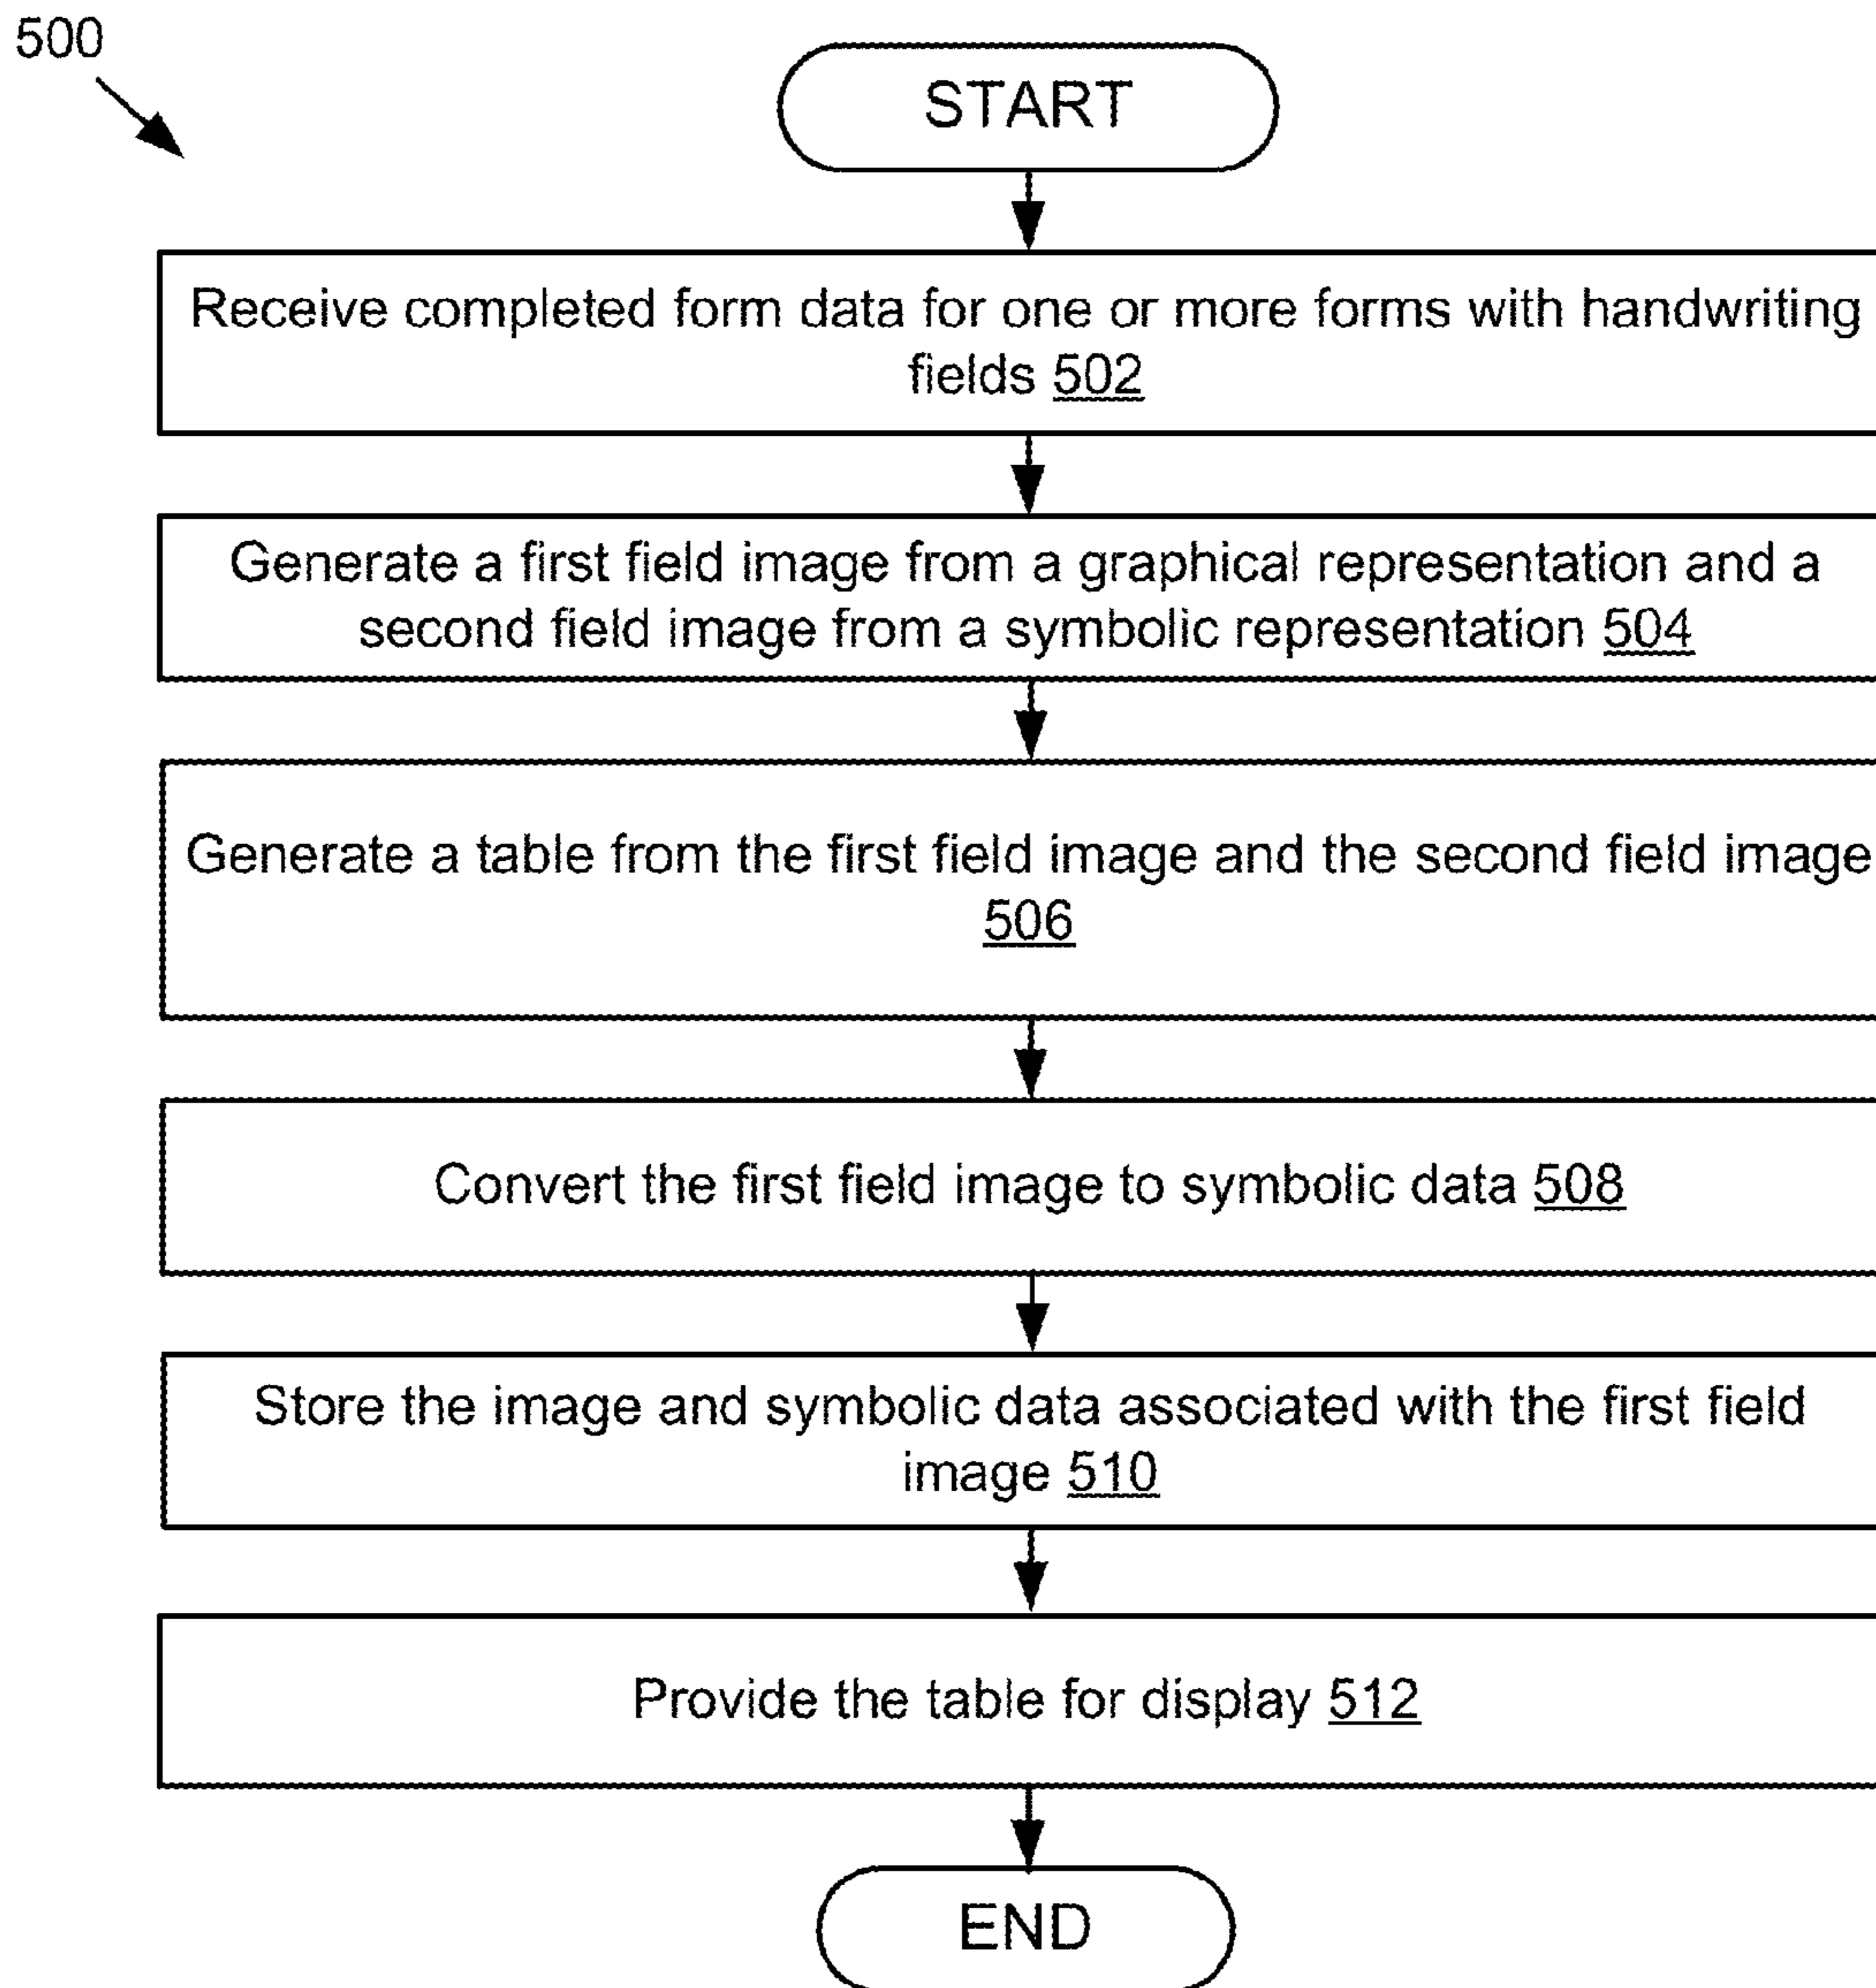 500
START
Receive completed form data for one or more forms with handwriting
fields 502
Generate a first field image from a graphical representation and a
second field image from a symbolic representation 504
Generate a table from the first field image and the second field image
506
Convert the first field image to symbolic data 508
Store the image and symbolic data associated with the first field
image 510
Provide the table for display 512
END